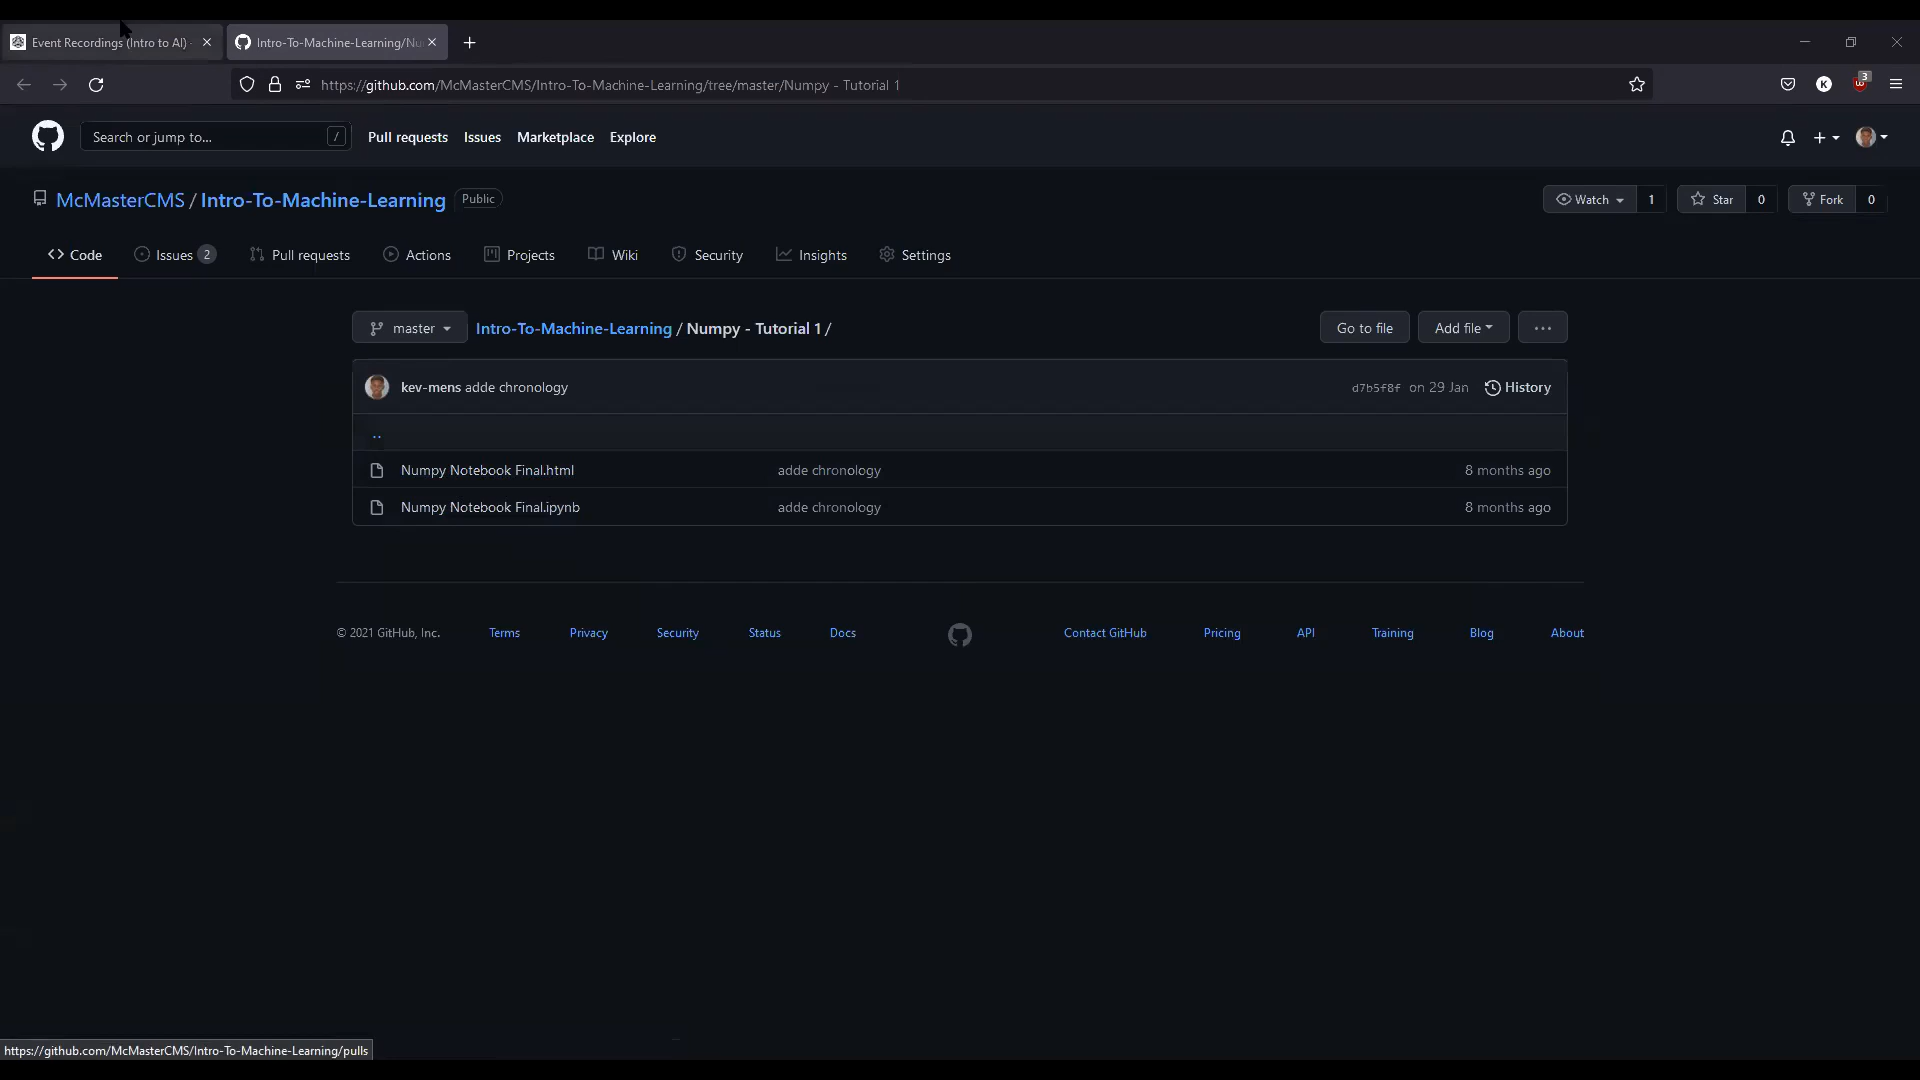 Event Recordings (Intro to AI)
Intro-To-Machine-Learning/Nu
https://github.com/McMasterCMS/Intro-To-Machine-Learning/tree/master/Numpy - Tutorial 1
K
3
Search or jump to...
/
Pull requests
Issues
Marketplace
Explore
McMasterCMS / Intro-To-Machine-Learning
Public
Watch 1
Star 0
Fork 0
Code
Issues 2
Pull requests
Actions
Projects
Wiki
Security
Insights
Settings
master
Intro-To-Machine-Learning / Numpy - Tutorial 1 /
Go to file
Add file
...
kev-mens adde chronology
d7b5f8f on 29 Jan
History
..
Numpy Notebook Final.html adde chronology 8 months ago
Numpy Notebook Final.ipynb adde chronology 8 months ago
© 2021 GitHub, Inc. Terms Privacy Security Status Docs Contact GitHub Pricing API Training Blog About
https://github.com/McMasterCMS/Intro-To-Machine-Learning/pulls